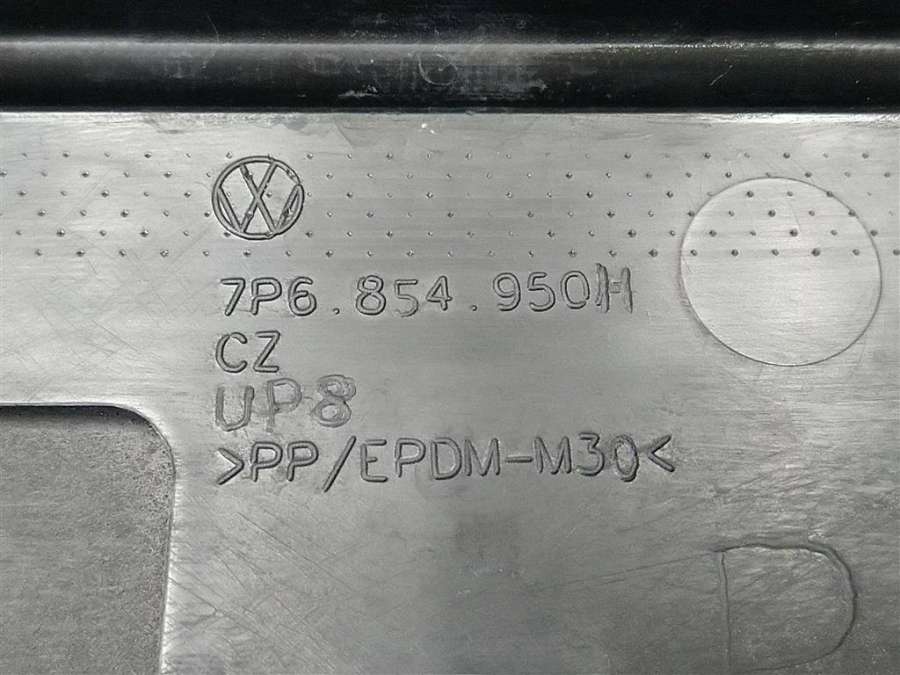 7P6.854.950H
CZ
UP8
>PP/EPDM-M30<
D